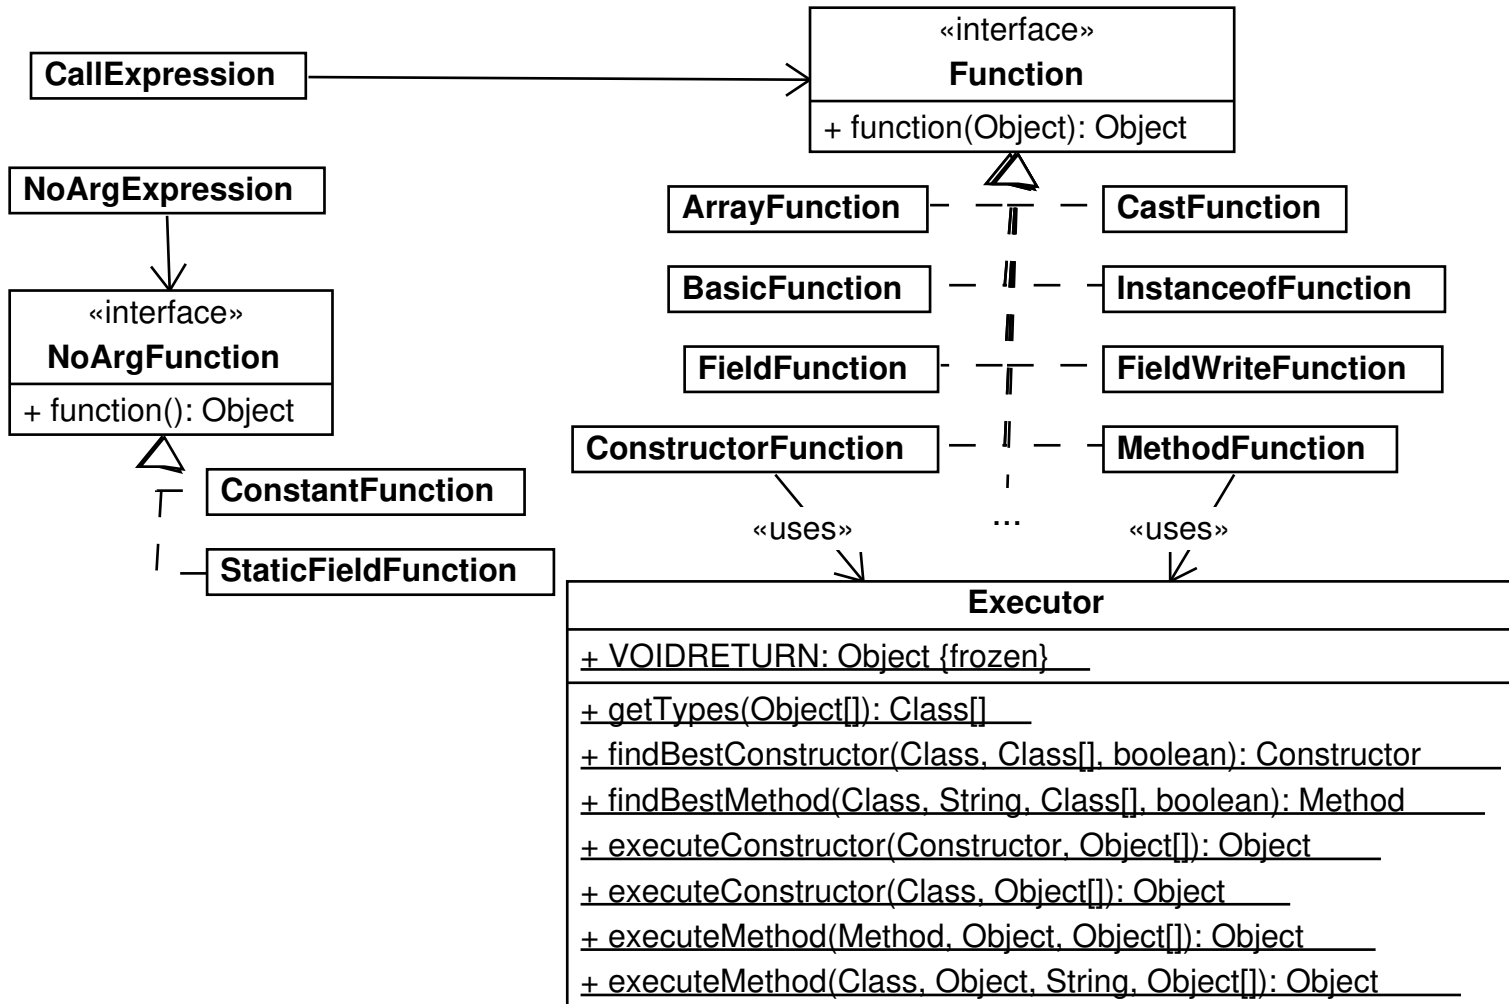 «interface»
CallExpression
Function
+ function(Object): Object
NoArgExpression
ArrayFunction
CastFunction
BasicFunction
InstanceofFunction
«interface»
NoArgFunction
+ function(): Object
FieldFunction
FieldWriteFunction
ConstructorFunction
MethodFunction
ConstantFunction
«uses»
...
«uses»
StaticFieldFunction
Executor
+ VOIDRETURN: Object {frozen}
+ getTypes(Object[]): Class[]
+ findBestConstructor(Class, Class[], boolean): Constructor
+ findBestMethod(Class, String, Class[], boolean): Method
+ executeConstructor(Constructor, Object[]): Object
+ executeConstructor(Class, Object[]): Object
+ executeMethod(Method, Object, Object[]): Object
+ executeMethod(Class, Object, String, Object[]): Object